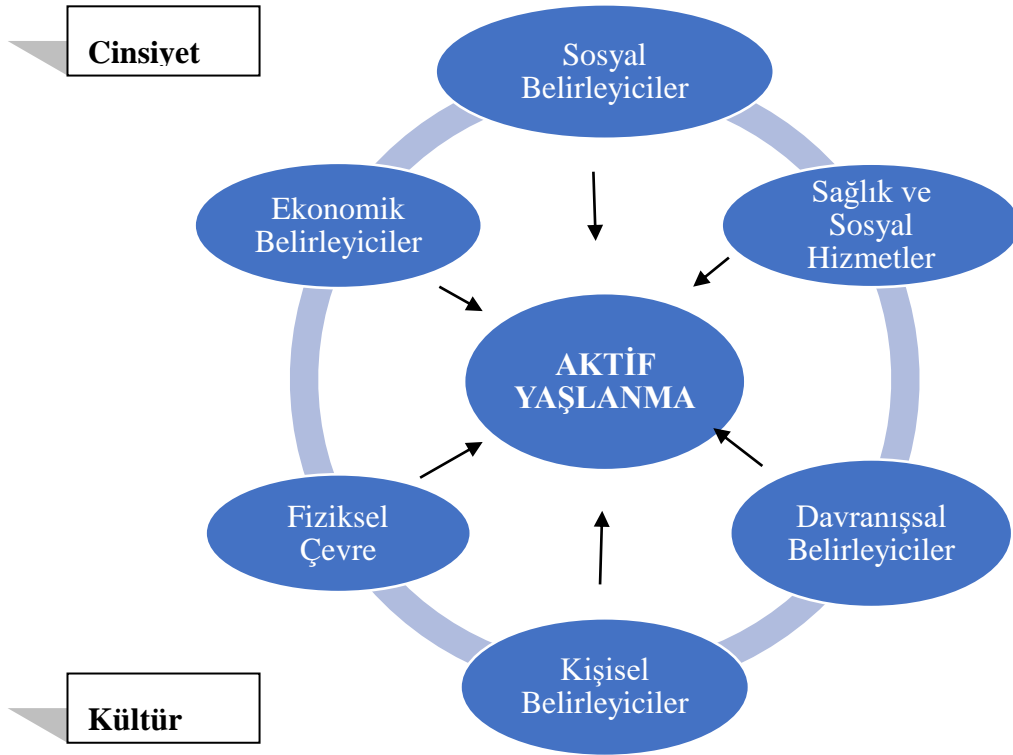 Cinsiyet
Sosyal
Belirleyiciler
Ekonomik
Belirleyiciler
Sağlık ve
Sosyal
Hizmetler
AKTİF
YAŞLANMA
Fiziksel
Çevre
Davranışsal
Belirleyiciler
Kişisel
Belirleyiciler
Kültür